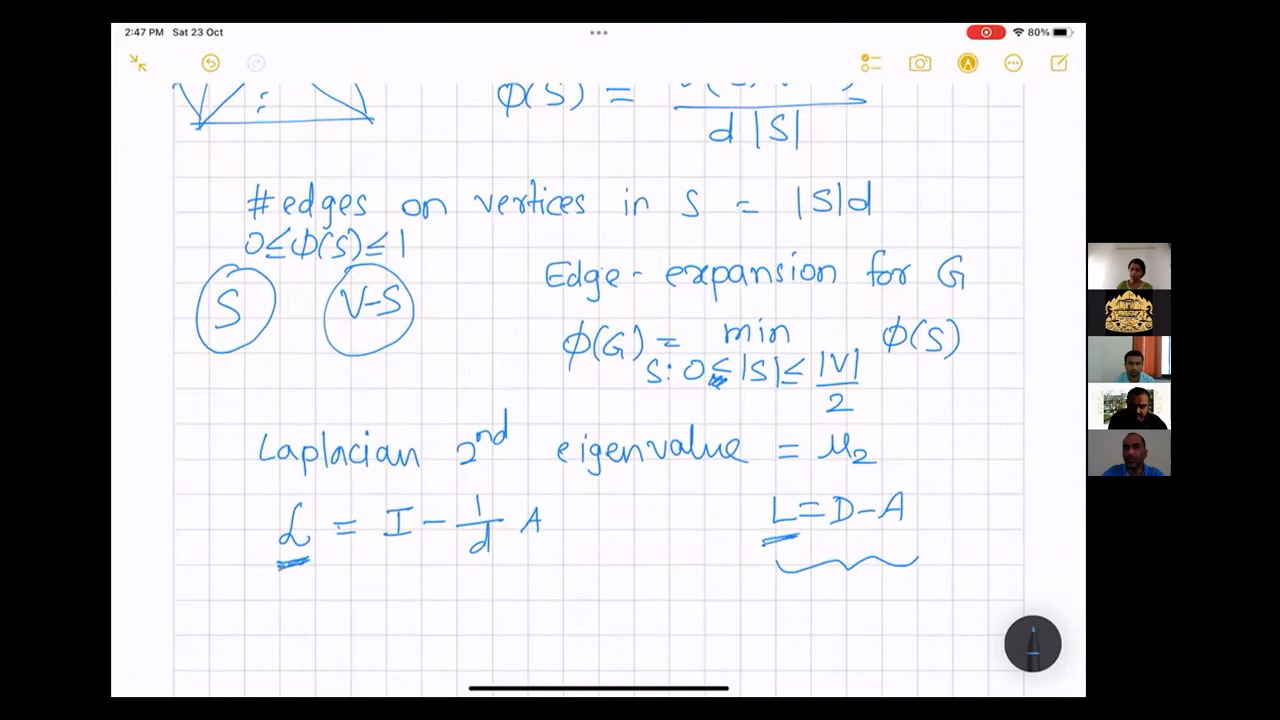 2:47 PM Sat 23 Oct
80%
ϕ(S) =
d |S|
#edges on vertices in S = |S|d
0≤ϕ(S)≤1
S V-S
Edge-expansion for G
ϕ(G) = min ϕ(S)
S: 0≤|S|≤|V|/2
Laplacian 2nd eigenvalue = μ2
ℒ = I - 1/d A
L=D-A